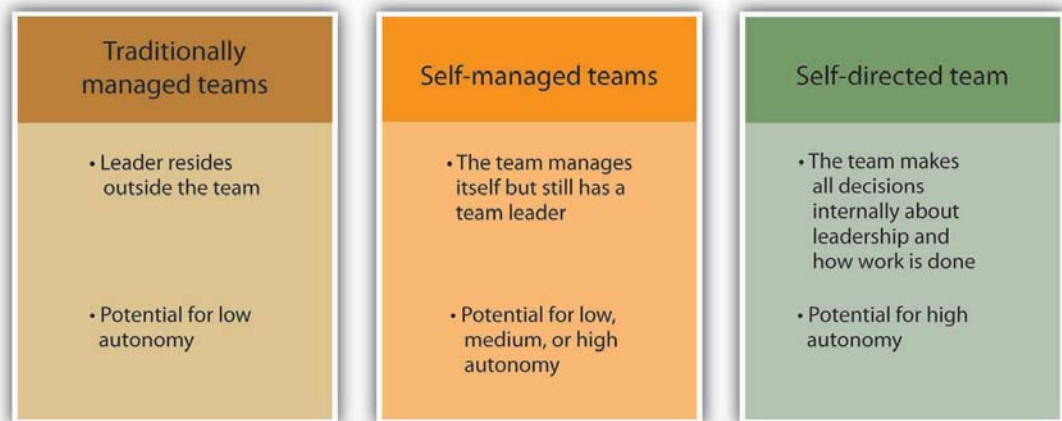 Traditionally
managed teams
• Leader resides
outside the team
• Potential for low
autonomy
Self-managed teams
• The team manages
itself but still has a
team leader
• Potential for low,
medium, or high
autonomy
Self-directed team
• The team makes
all decisions
internally about
leadership and
how work is done
• Potential for high
autonomy